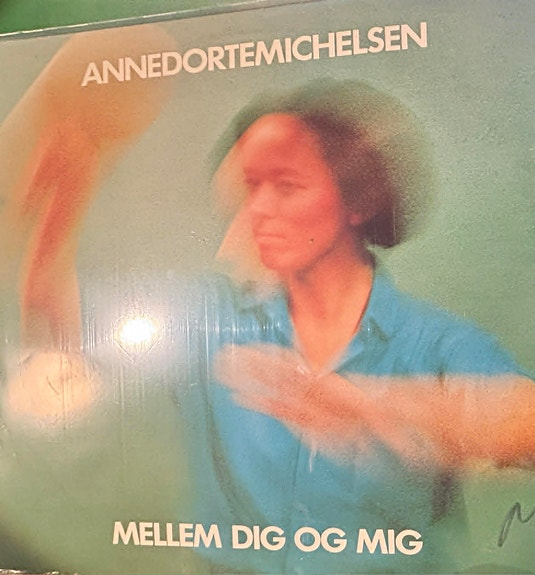 ANNEDORTEMICHELSEN
MELLEM DIG OG MIG